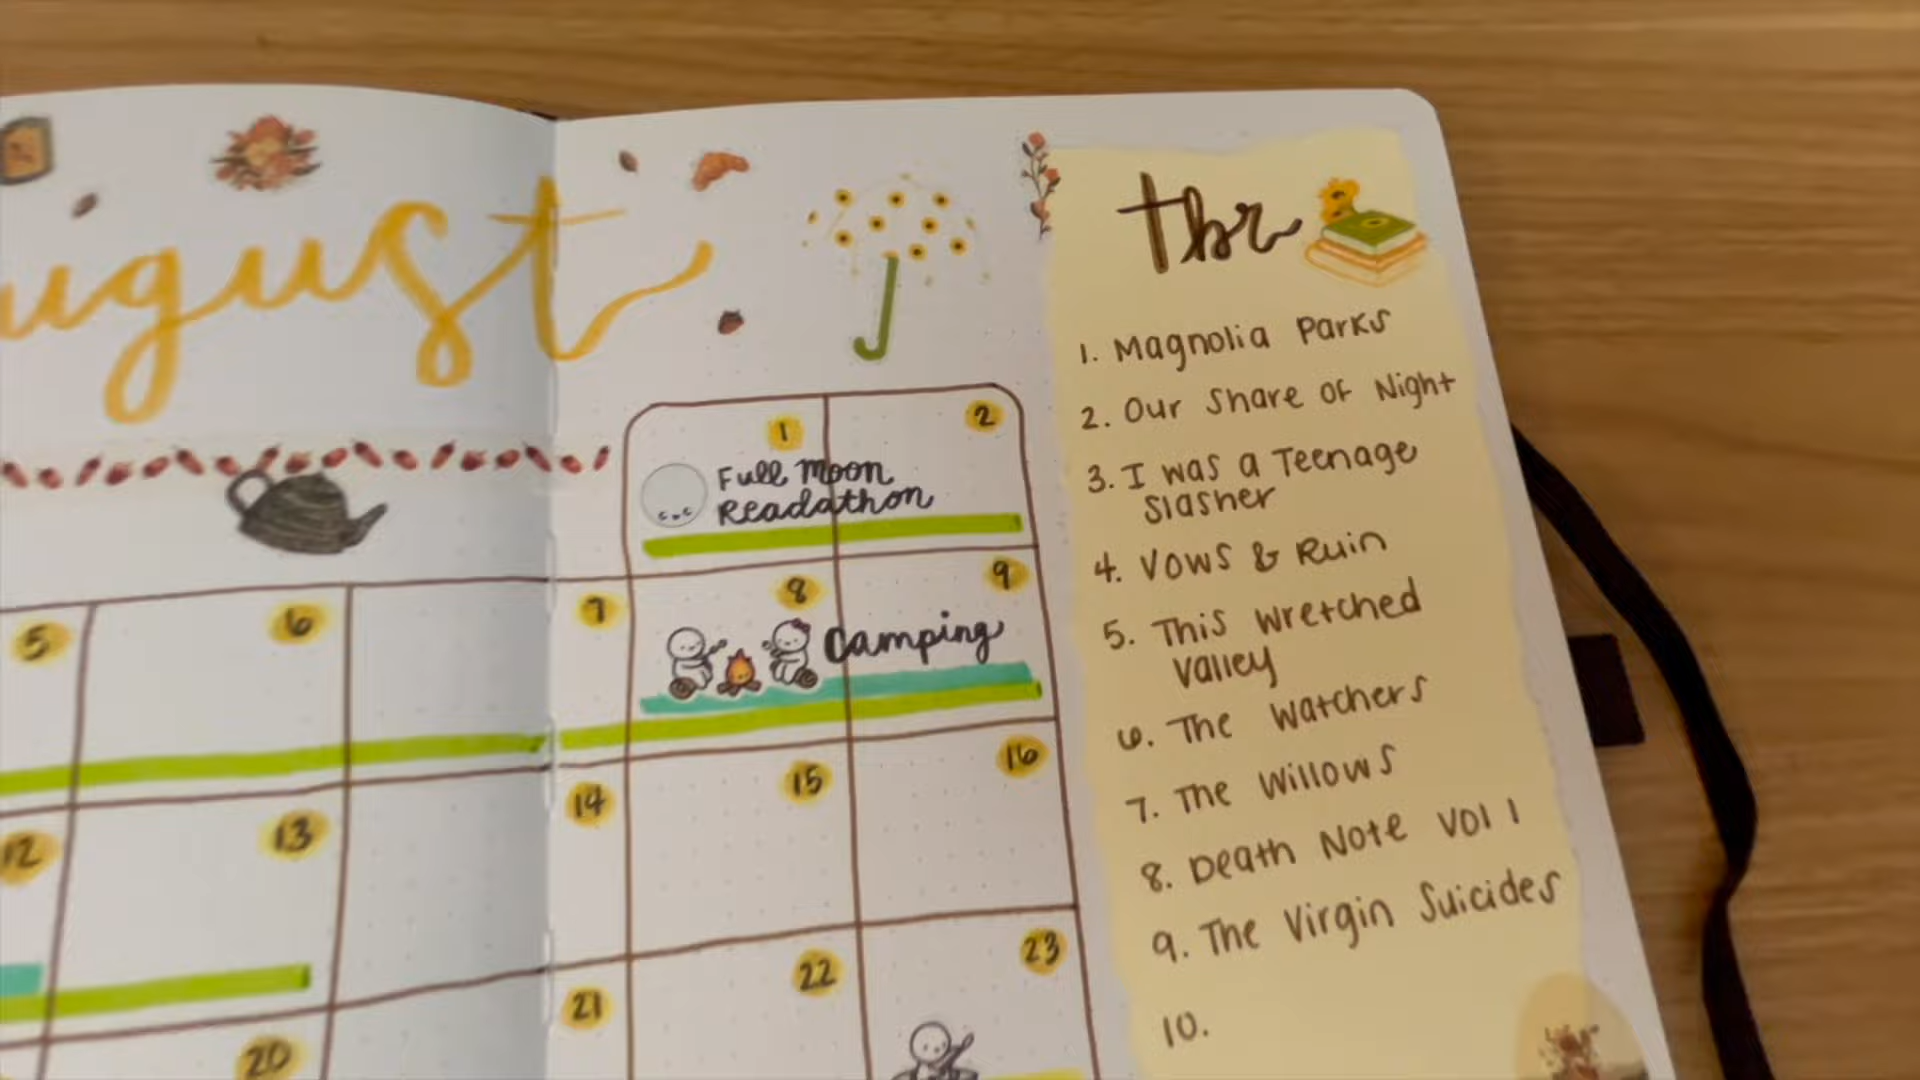 ugust
tbr
1. Magnolia Parks
2. Our Share of Night
3. I was a Teenage
Slasher
4. Vows & Ruin
5. This Wretched
Valley
6. The Watchers
7. The Willows
8. Death Note Vol 1
9. The Virgin Suicides
10.
1 2
Full Moon
Readathon
5 6 7 8 9
Camping
12 13 14 15 16
20 21 22 23